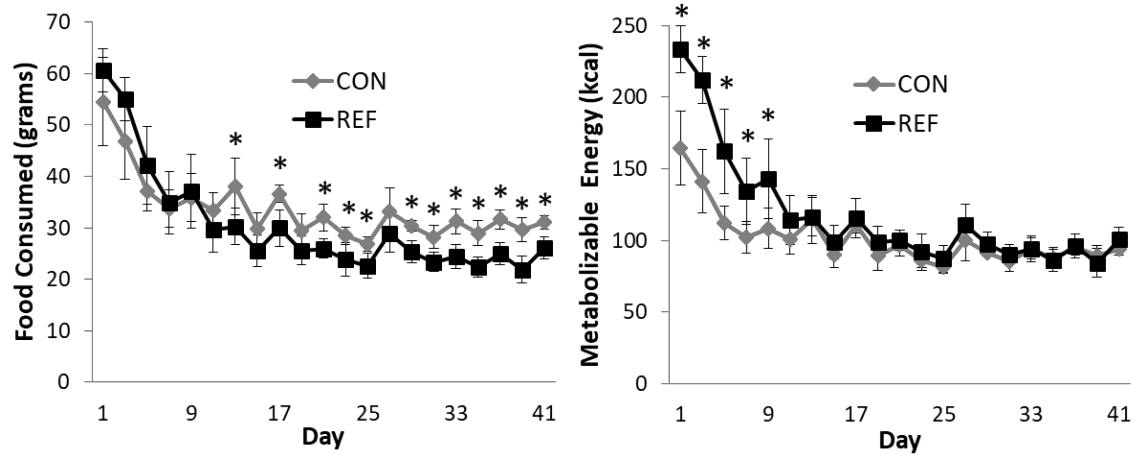 Food Consumed (grams)
70
60
50
40
30
20
10
0
CON
REF
* * * * * * * * * * * *
1 9 17 25 33 41
Day
Metabolizable Energy (kcal)
250
200
150
100
50
0
* * * * *
CON
REF
1 9 17 25 33 41
Day